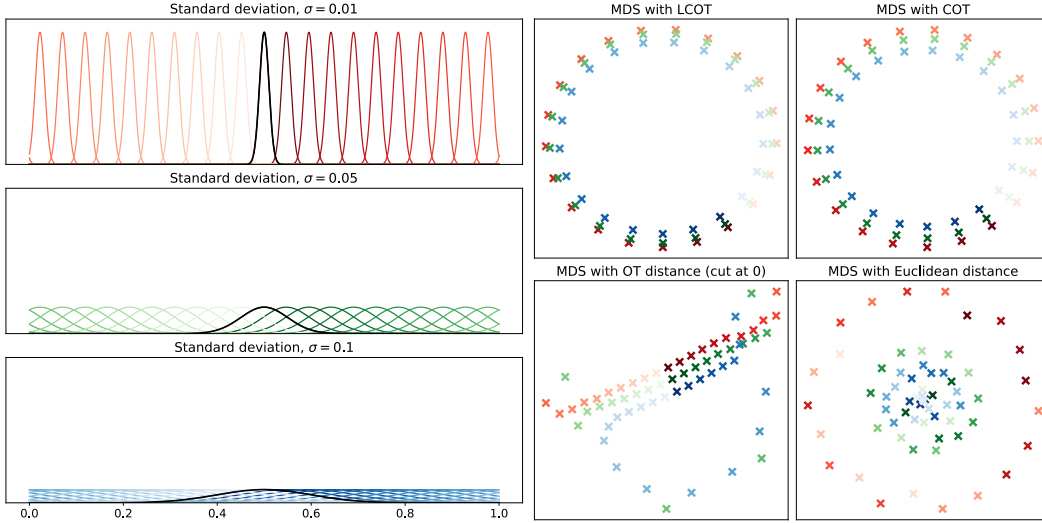 Standard deviation, σ = 0.01
Standard deviation, σ = 0.05
Standard deviation, σ = 0.1
0.0 0.2 0.4 0.6 0.8 1.0
MDS with LCOT
MDS with COT
MDS with OT distance (cut at 0)
MDS with Euclidean distance